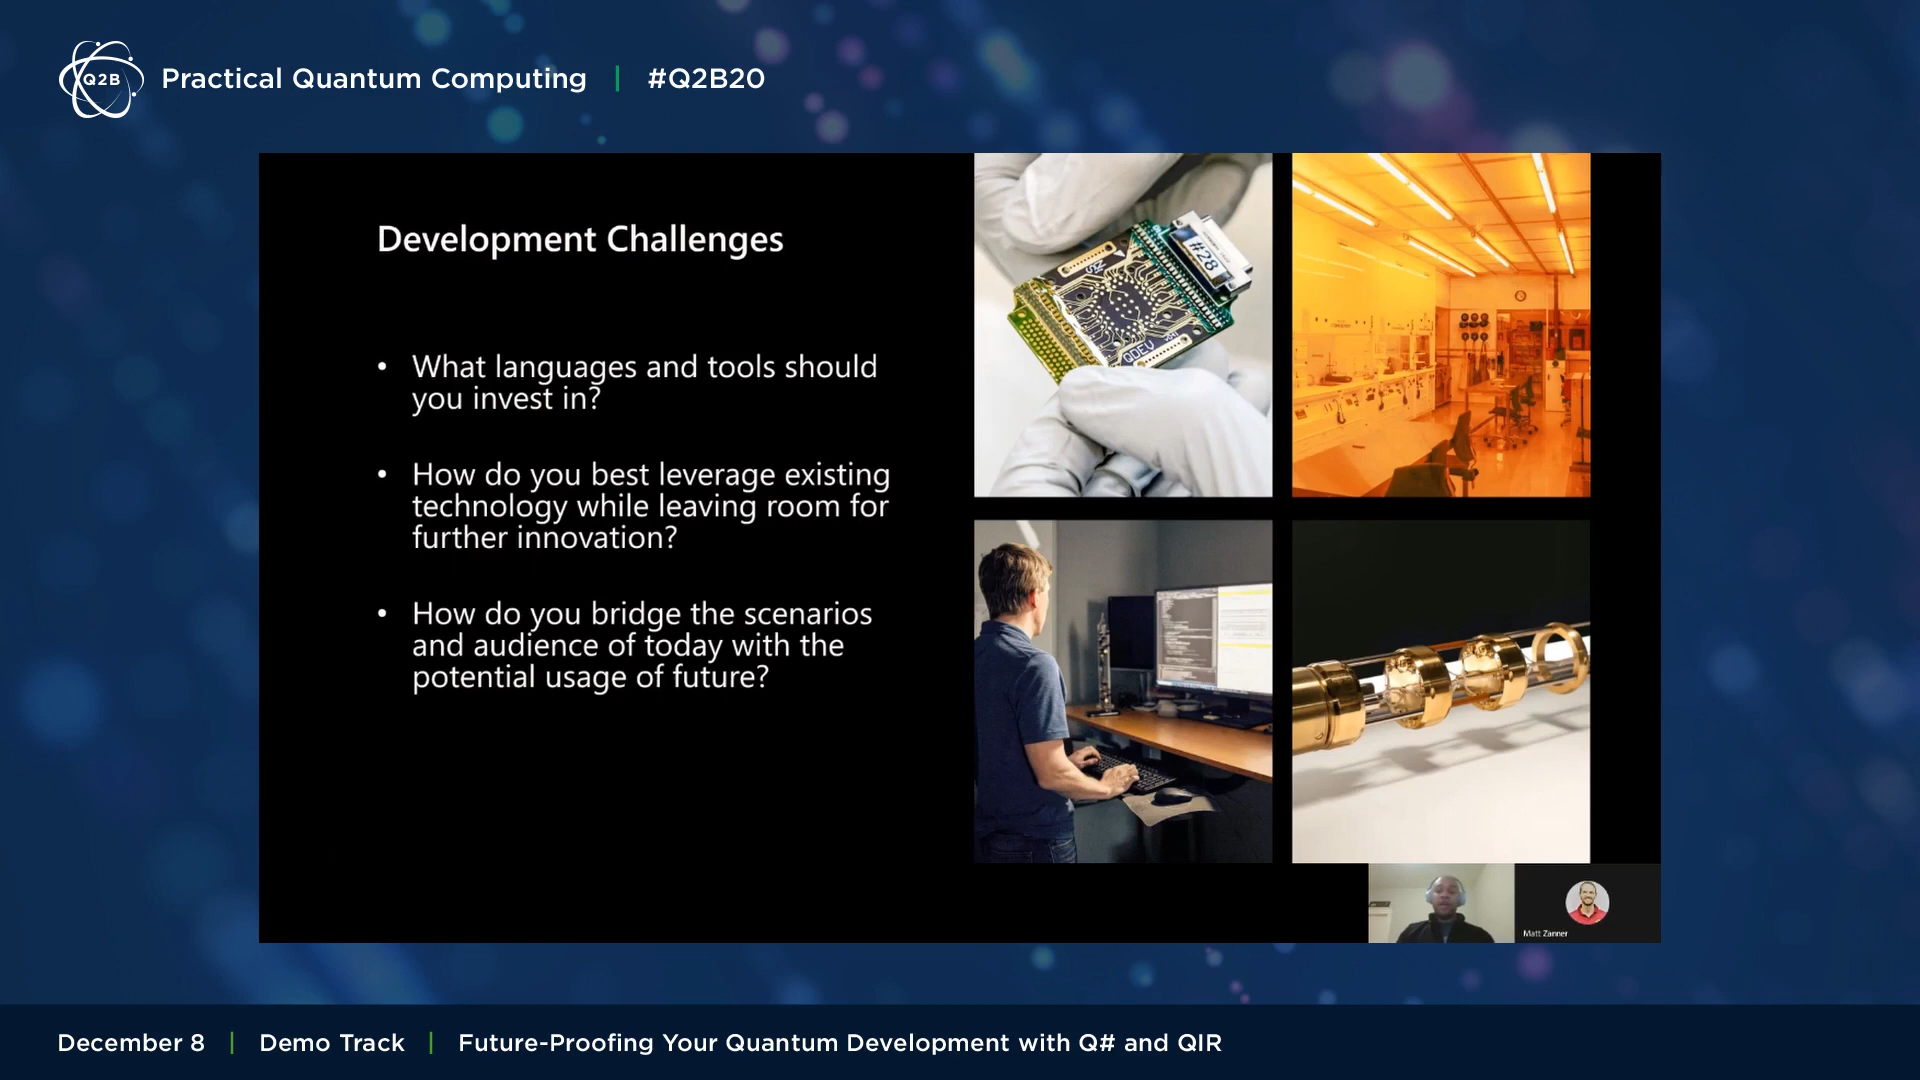 Q2B
Practical Quantum Computing | #Q2B20
Development Challenges
• What languages and tools should
you invest in?
• How do you best leverage existing
technology while leaving room for
further innovation?
• How do you bridge the scenarios
and audience of today with the
potential usage of future?
#28
QDEV
Matt Zanner
December 8 | Demo Track | Future-Proofing Your Quantum Development with Q# and QIR